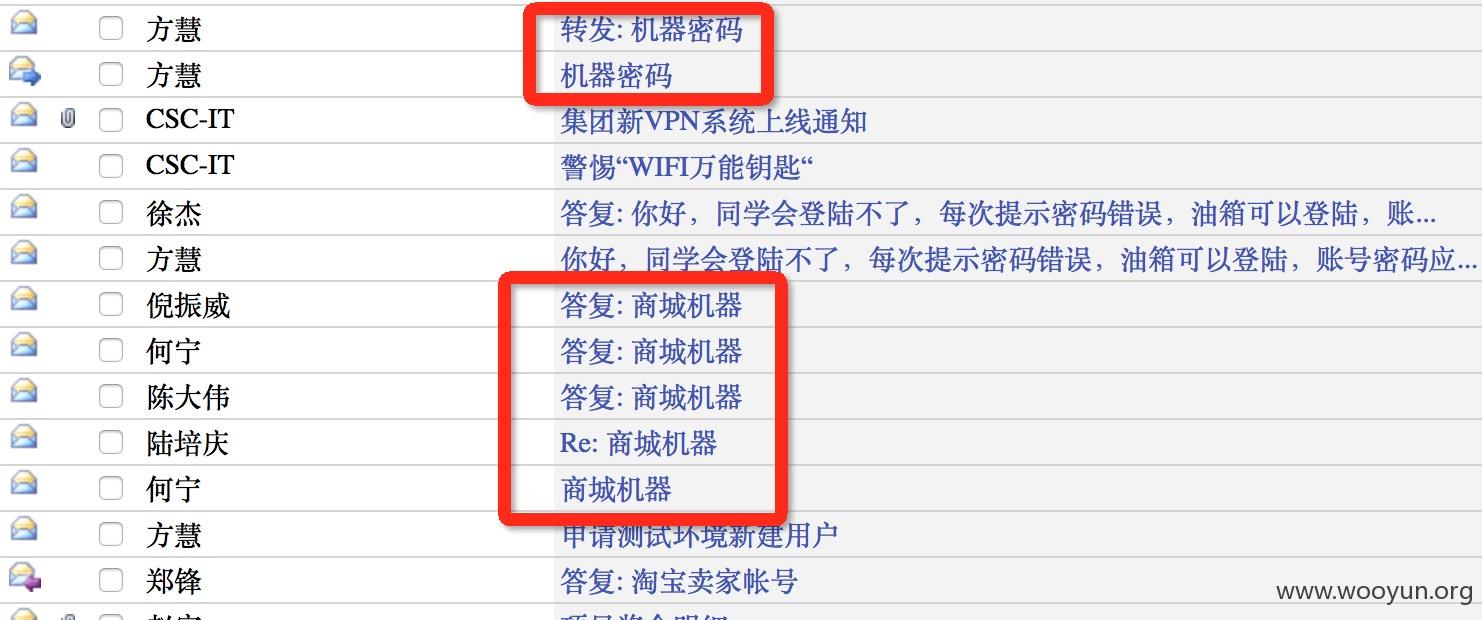 方慧 转发: 机器密码
方慧 机器密码
CSC-IT 集团新VPN系统上线通知
CSC-IT 警惕“WIFI万能钥匙“
徐杰 答复: 你好，同学会登陆不了，每次提示密码错误，油箱可以登陆，账...
方慧 你好，同学会登陆不了，每次提示密码错误，油箱可以登陆，账号密码应...
倪振威 答复: 商城机器
何宁 答复: 商城机器
陈大伟 答复: 商城机器
陆培庆 Re: 商城机器
何宁 商城机器
方慧 申请测试环境新建用户
郑锋 答复: 淘宝卖家帐号
www.wooyun.org